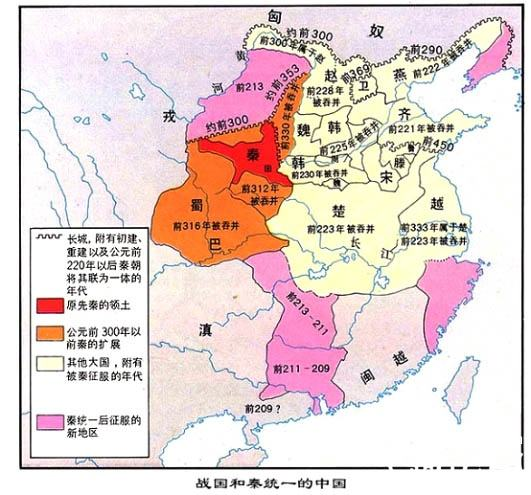 匈 奴
约前300
前300年属于赵
黄
河
前290
赵
前369
卫
燕
前222年被吞并
前213
约前353
前228年
被吞并
戎
约前300
前330年被吞并
魏
韩
齐
前221年被吞并
前225年被吞并
前450
秦
韩
鲁
滕
宋
前230年被吞并
魏
前312年
被吞并
蜀
巴
前316年被吞并
楚
前223年被吞并
长 江
越
前333年属于楚
前223年被吞并
长城,附有初建、
重建以及公元前
220年以后秦朝
将其联为一体的
年代
原先秦的领土
公元前300年以
前秦的扩展
其他大国,附有
被秦征服的年代
秦统一后征服的
新地区
滇
前213-211
前211-209
前209?
闽 越
战国和秦统一的中国